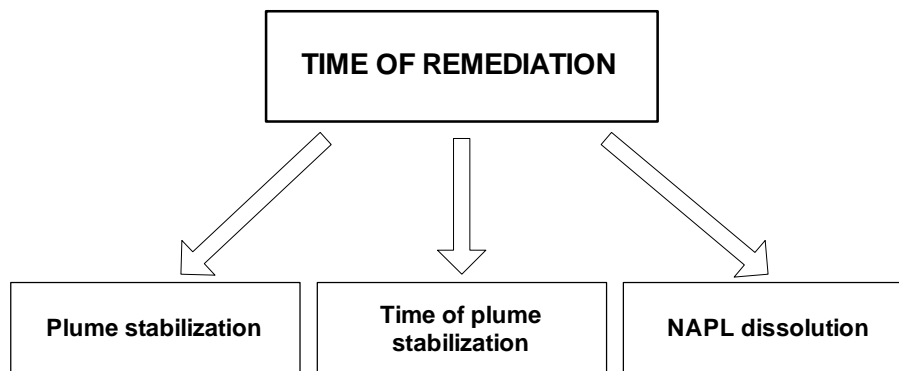 TIME OF REMEDIATION
Plume stabilization
Time of plume
stabilization
NAPL dissolution